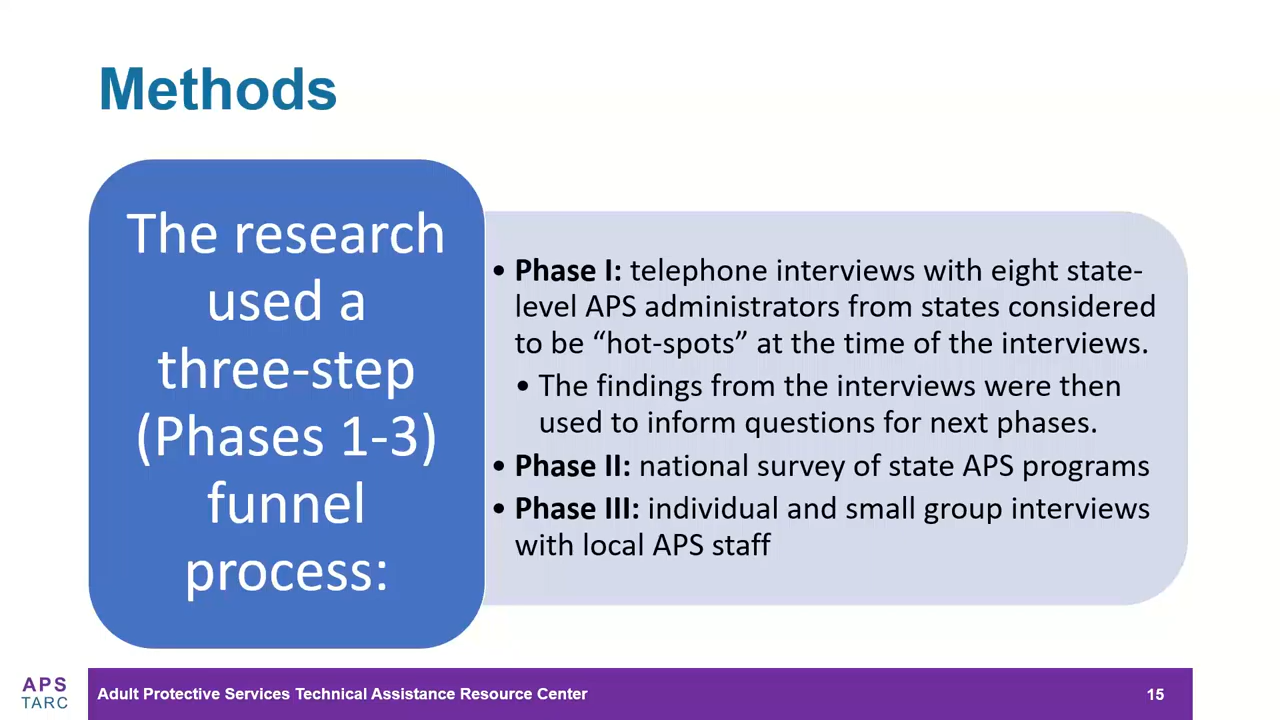 Methods
The research
used a
three-step
(Phases 1-3)
funnel
process:
• Phase I: telephone interviews with eight state-
level APS administrators from states considered
to be “hot-spots” at the time of the interviews.
• The findings from the interviews were then
used to inform questions for next phases.
• Phase II: national survey of state APS programs
• Phase III: individual and small group interviews
with local APS staff
APS
TARC
Adult Protective Services Technical Assistance Resource Center
15